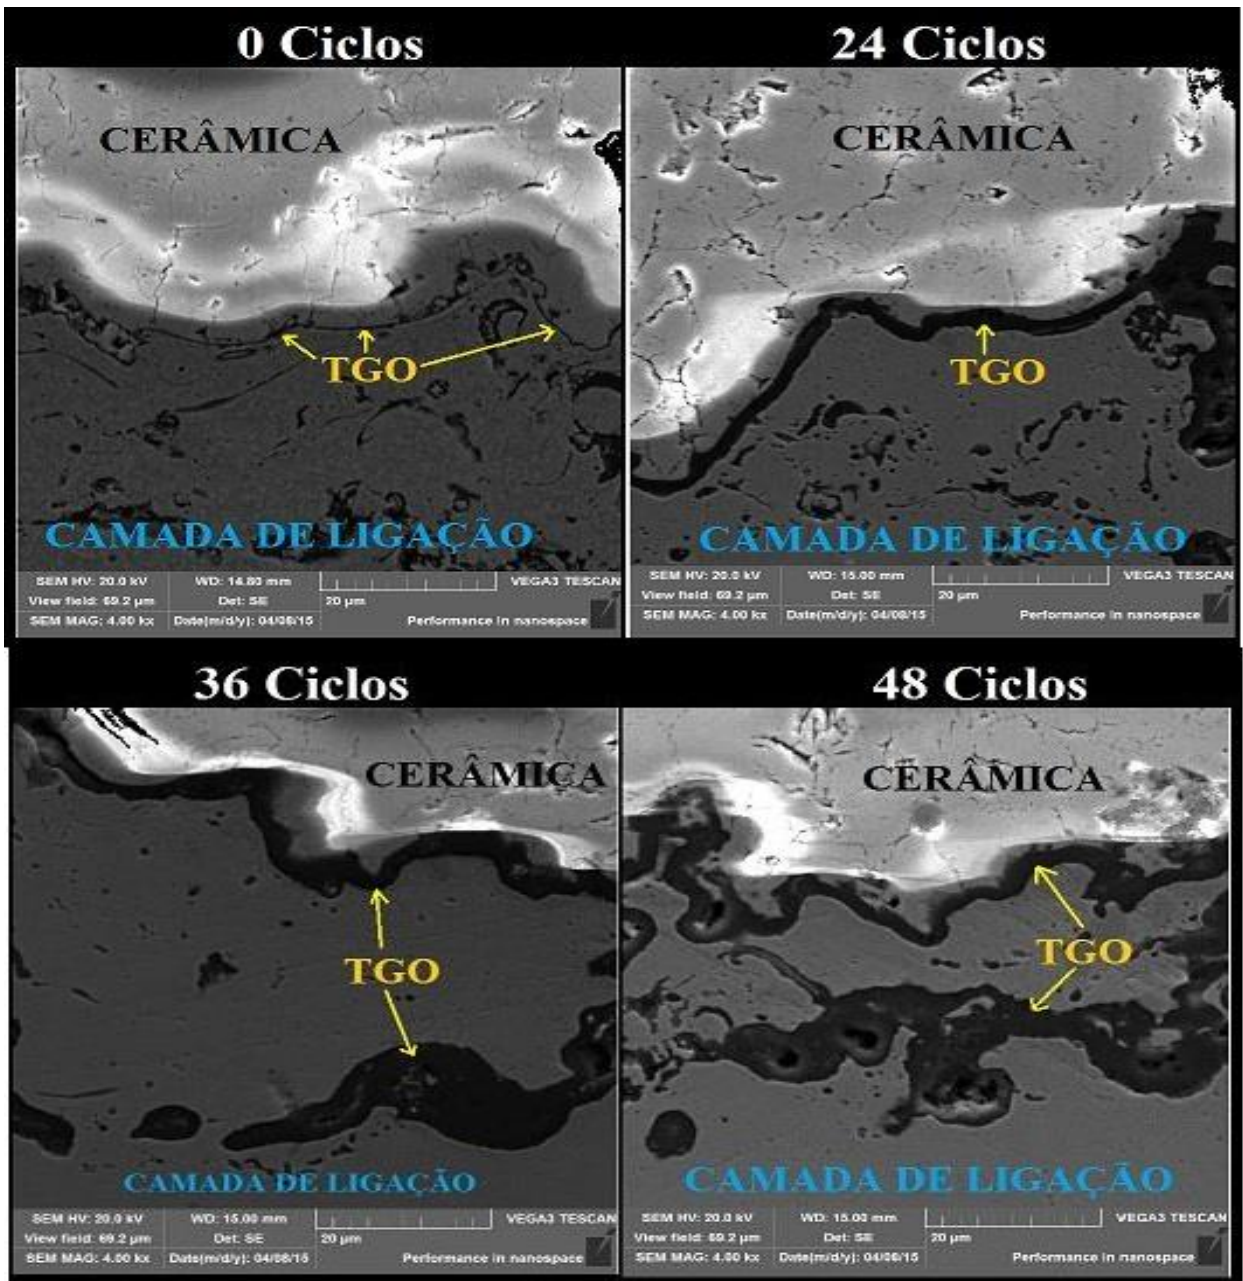 0 Ciclos
CERÂMICA
TGO
CAMADA DE LIGAÇÃO
SEM HV: 20.0 kV WD: 14.80 mm VEGA3 TESCAN
View field: 69.2 µm Det: SE 20 µm
SEM MAG: 4.00 kx Date(m/d/y): 04/08/15 Performance in nanospace
24 Ciclos
CERÂMICA
TGO
CAMADA DE LIGAÇÃO
SEM HV: 20.0 kV WD: 15.00 mm VEGA3 TESCAN
View field: 69.2 µm Det: SE 20 µm
SEM MAG: 4.00 kx Date(m/d/y): 04/08/15 Performance in nanospace
36 Ciclos
CERÂMICA
TGO
CAMADA DE LIGAÇÃO
SEM HV: 20.0 kV WD: 15.00 mm VEGA3 TESCAN
View field: 69.2 µm Det: SE 20 µm
SEM MAG: 4.00 kx Date(m/d/y): 04/08/15 Performance in nanospace
48 Ciclos
CERÂMICA
TGO
CAMADA DE LIGAÇÃO
SEM HV: 20.0 kV WD: 15.00 mm VEGA3 TESCAN
View field: 69.2 µm Det: SE 20 µm
SEM MAG: 4.00 kx Date(m/d/y): 04/08/15 Performance in nanospace